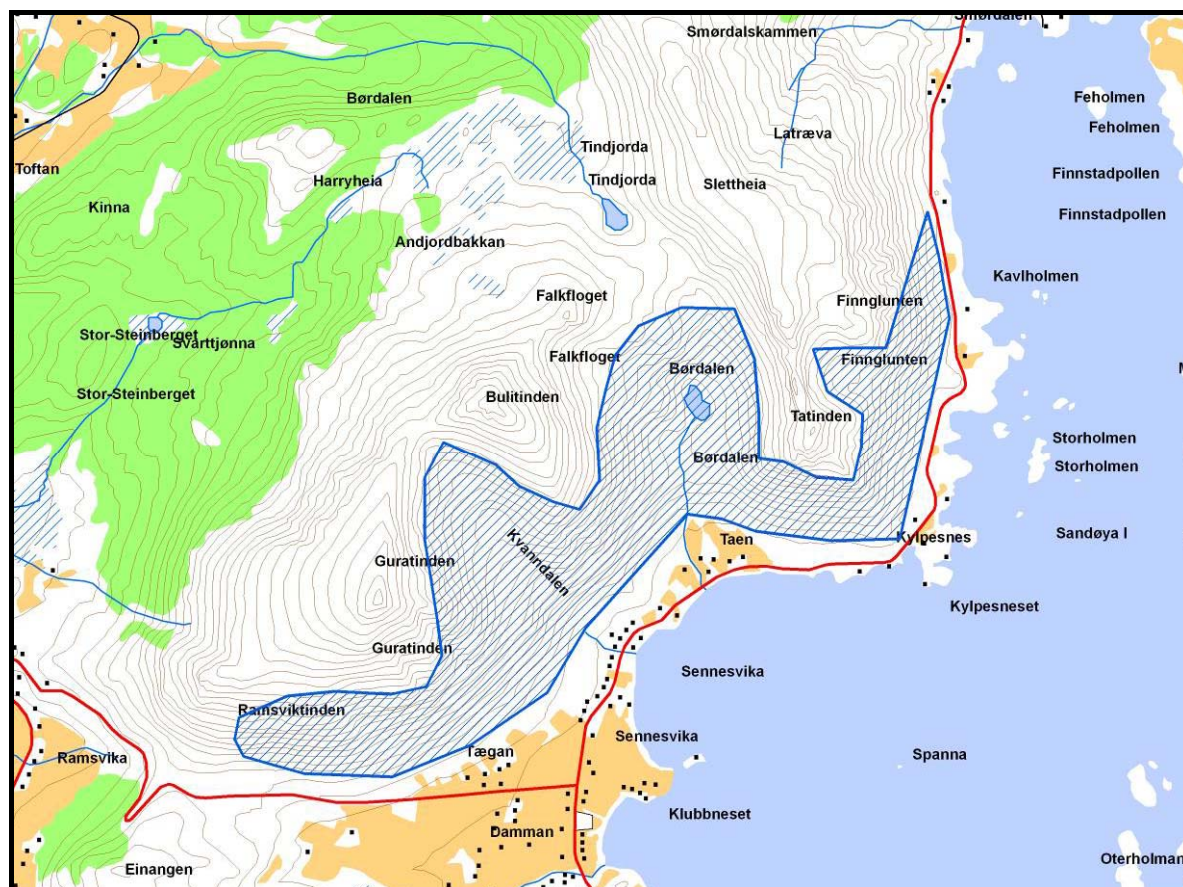 Smørdalen
Smørdalskammen
Børdalen
Feholmen
Feholmen
Latræva
Tindjorda
Toftan
Finnstadpollen
Harryheia
Tindjorda
Slettheia
Kinna
Finnstadpollen
Andjordbakkan
Kavlholmen
Falkfloget
Finnglunten
Stor-Steinberget
Svarttjønna
Falkfloget
Finnglunten
Børdalen
M
Stor-Steinberget
Bulitinden
Tatinden
Storholmen
Børdalen
Storholmen
Sandøya I
Taen
Kylpesnes
Kvanndalen
Guratinden
Kylpesneset
Guratinden
Sennesvika
Ramsviktinden
Sennesvika
Tægan
Ramsvika
Spanna
Klubbneset
Damman
Einangen
Oterholman